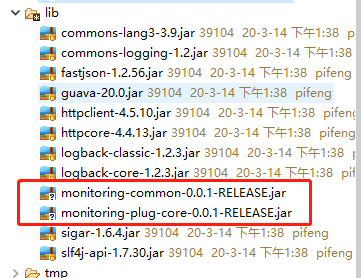 lib
commons-lang3-3.9.jar 39104 20-3-14 下午1:38 pifeng
commons-logging-1.2.jar 39104 20-3-14 下午1:38
fastjson-1.2.56.jar 39104 20-3-14 下午1:38 pifeng
guava-20.0.jar 39104 20-3-14 下午1:38 pifeng
httpclient-4.5.10.jar 39104 20-3-14 下午1:38 pi
httpcore-4.4.13.jar 39104 20-3-14 下午1:38 pife
logback-classic-1.2.3.jar 39104 20-3-14 下午1:3
logback-core-1.2.3.jar 39104 20-3-14 下午1:38
monitoring-common-0.0.1-RELEASE.jar
monitoring-plug-core-0.0.1-RELEASE.jar
sigar-1.6.4.jar 39104 20-3-14 下午1:38 pifeng
slf4j-api-1.7.30.jar 39104 20-3-14 下午1:38 pife
tmp